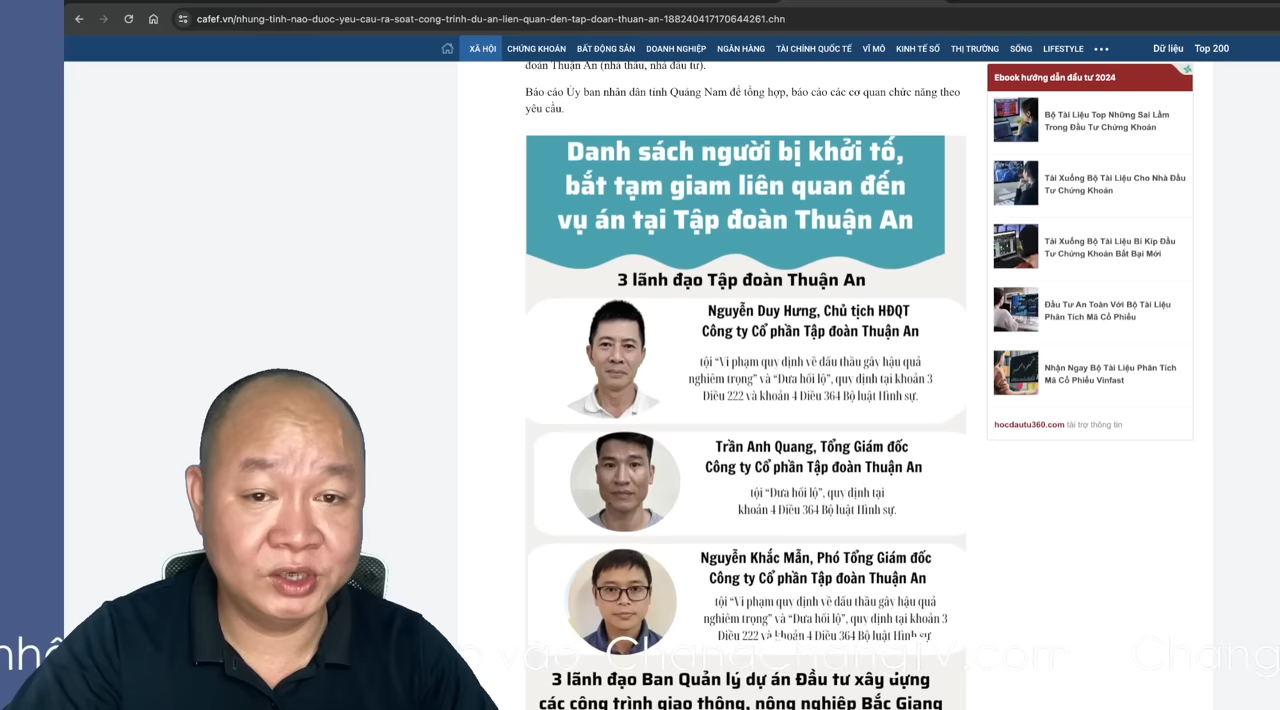 cafef.vn/nhung-tinh-nao-duoc-yeu-cau-ra-soat-cong-trinh-du-an-lien-quan-den-tap-doan-thuan-an-188240417170644261.chn
XÃ HỘI CHỨNG KHOÁN BẤT ĐỘNG SẢN DOANH NGHIỆP NGÂN HÀNG TÀI CHÍNH QUỐC TẾ VĨ MÔ KINH TẾ SỐ THỊ TRƯỜNG SỐNG LIFESTYLE ••• Dữ liệu Top 200
đoàn Thuận An (nhà thầu, nhà đầu tư).
Báo cáo Ủy ban nhân dân tỉnh Quảng Nam để tổng hợp, báo cáo các cơ quan chức năng theo
yêu cầu.
Danh sách người bị khởi tố,
bắt tạm giam liên quan đến
vụ án tại Tập đoàn Thuận An
3 lãnh đạo Tập đoàn Thuận An
Nguyễn Duy Hưng, Chủ tịch HĐQT
Công ty Cổ phần Tập đoàn Thuận An
tội “Vi phạm quy định về đấu thầu gây hậu quả
nghiêm trọng” và “Đưa hối lộ”, quy định tại khoản 3
Điều 222 và khoản 4 Điều 364 Bộ luật Hình sự.
Trần Anh Quang, Tổng Giám đốc
Công ty Cổ phần Tập đoàn Thuận An
tội “Đưa hối lộ”, quy định tại
khoản 4 Điều 364 Bộ luật Hình sự.
Nguyễn Khắc Mẫn, Phó Tổng Giám đốc
Công ty Cổ phần Tập đoàn Thuận An
tội “Vi phạm quy định về đấu thầu gây hậu quả
nghiêm trọng” và “Đưa hối lộ”, quy định tại khoản 3
Điều 222 và khoản 4 Điều 364 Bộ luật Hình sự
3 lãnh đạo Ban Quản lý dự án Đầu tư xây dựng
các công trình giao thông, nông nghiệp Bắc Giang
Ebook hướng dẫn đầu tư 2024
Bộ Tài Liệu Top Những Sai Lầm
Trong Đầu Tư Chứng Khoán
Tải Xuống Bộ Tài Liệu Cho Nhà Đầu
Tư Chứng Khoán
Tải Xuống Bộ Tài Liệu Bí Kíp Đầu
Tư Chứng Khoán Bất Bại Mới
Đầu Tư An Toàn Với Bộ Tài Liệu
Phân Tích Mã Cổ Phiếu
Nhận Ngay Bộ Tài Liệu Phân Tích
Mã Cổ Phiếu Vinfast
hocdautu360.com tài trợ thông tin
vào ChangChangTV.com Chang